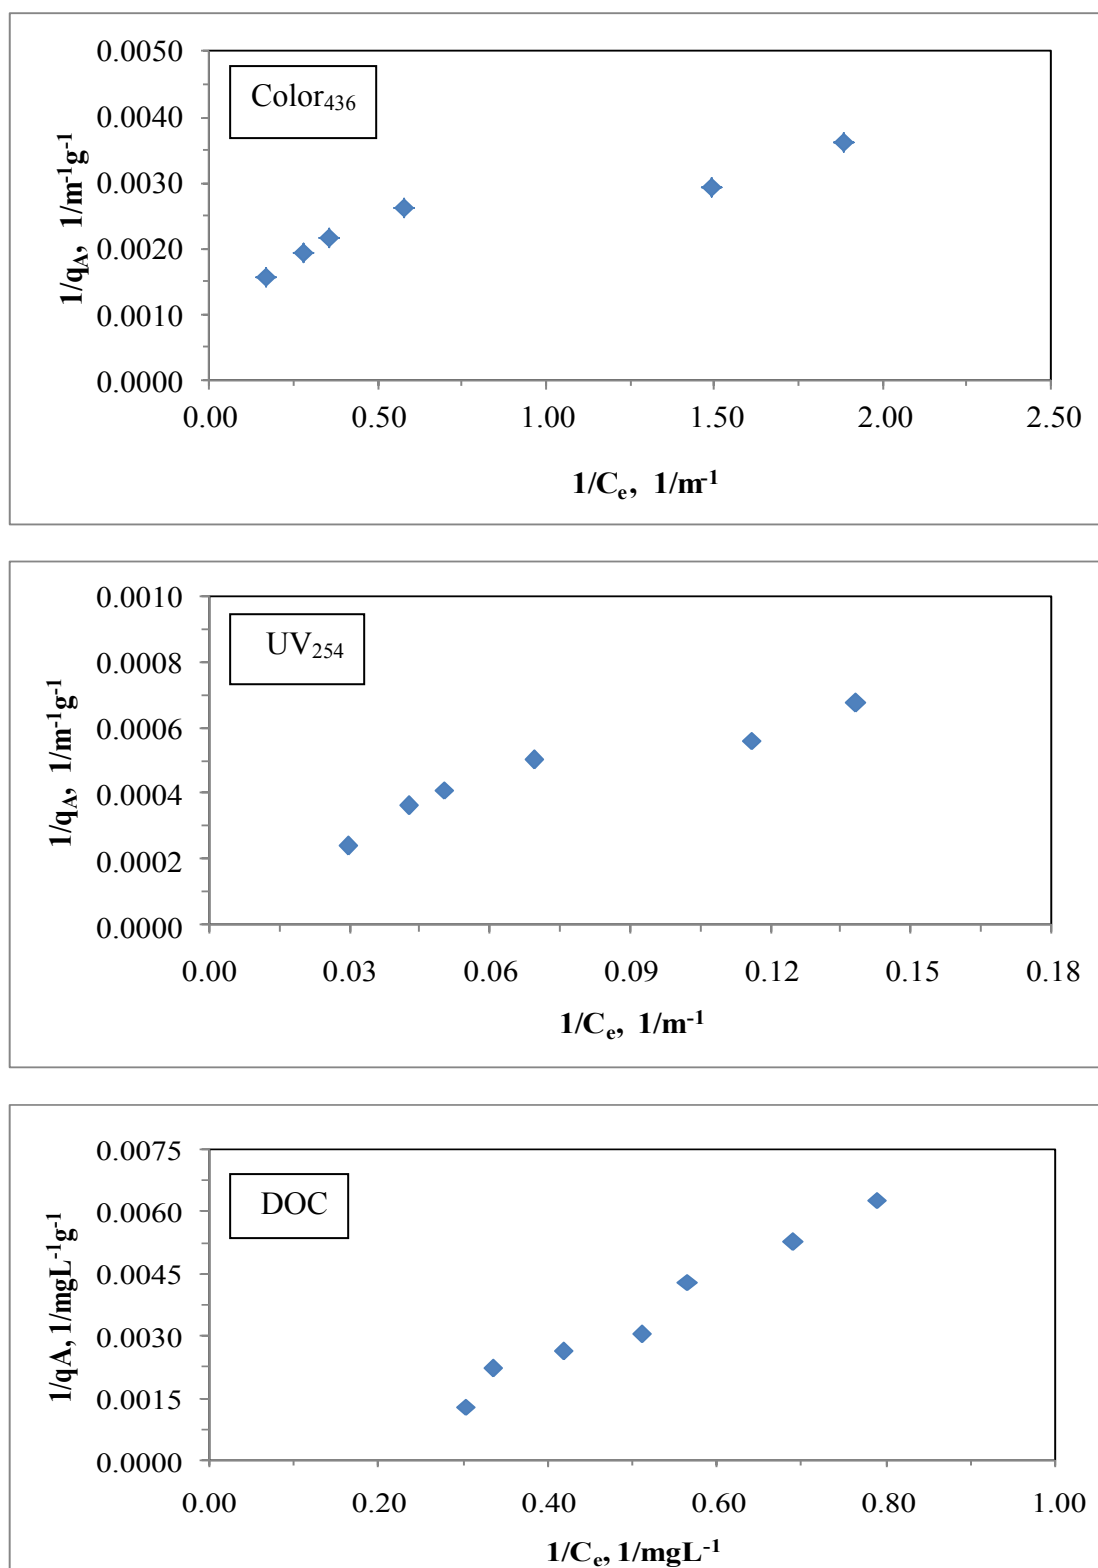 0.0050
Color₄₃₆
0.0040
0.0030
0.0020
0.0010
0.0000
1/qA, 1/m⁻¹g⁻¹
0.00 0.50 1.00 1.50 2.00 2.50
1/Cₑ, 1/m⁻¹
0.0010
UV₂₅₄
0.0008
0.0006
0.0004
0.0002
0.0000
1/qA, 1/m⁻¹g⁻¹
0.00 0.03 0.06 0.09 0.12 0.15 0.18
1/Cₑ, 1/m⁻¹
0.0075
DOC
0.0060
0.0045
0.0030
0.0015
0.0000
1/qA, 1/mgL⁻¹g⁻¹
0.00 0.20 0.40 0.60 0.80 1.00
1/Cₑ, 1/mgL⁻¹